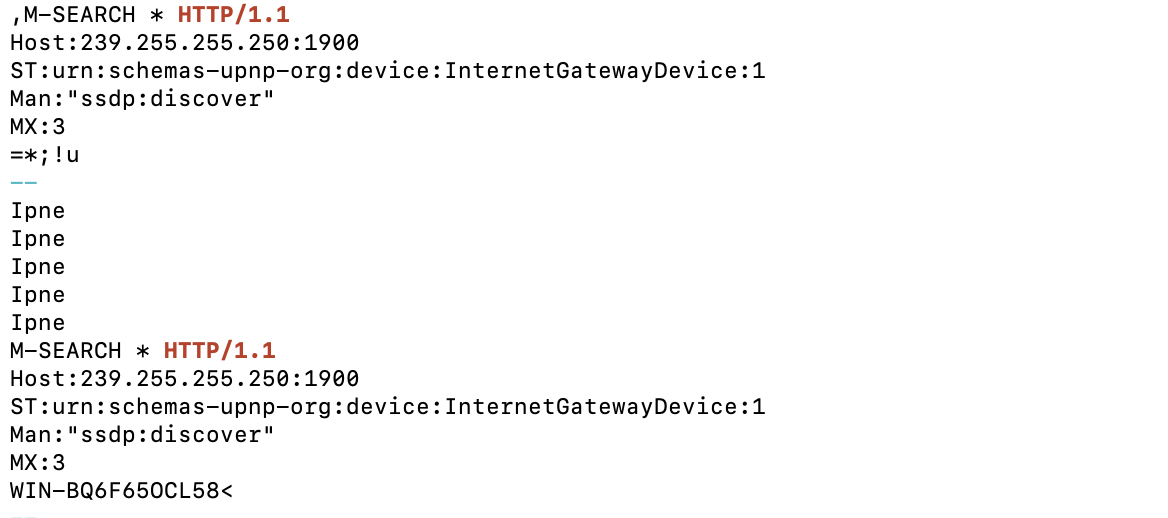 ,M-SEARCH * HTTP/1.1
Host:239.255.255.250:1900
ST:urn:schemas-upnp-org:device:InternetGatewayDevice:1
Man:"ssdp:discover"
MX:3
=*;!u
--
Ipne
Ipne
Ipne
Ipne
Ipne
M-SEARCH * HTTP/1.1
Host:239.255.255.250:1900
ST:urn:schemas-upnp-org:device:InternetGatewayDevice:1
Man:"ssdp:discover"
MX:3
WIN-BQ6F65OCL58<
--